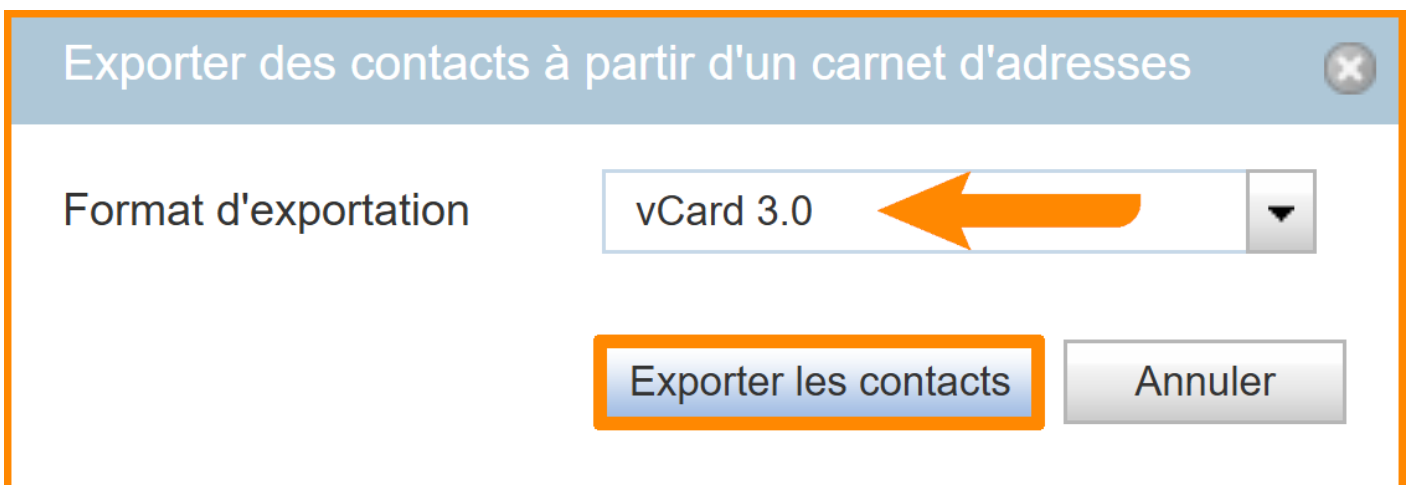 Exporter des contacts à partir d'un carnet d'adresses
Format d'exportation
vCard 3.0
Exporter les contacts
Annuler